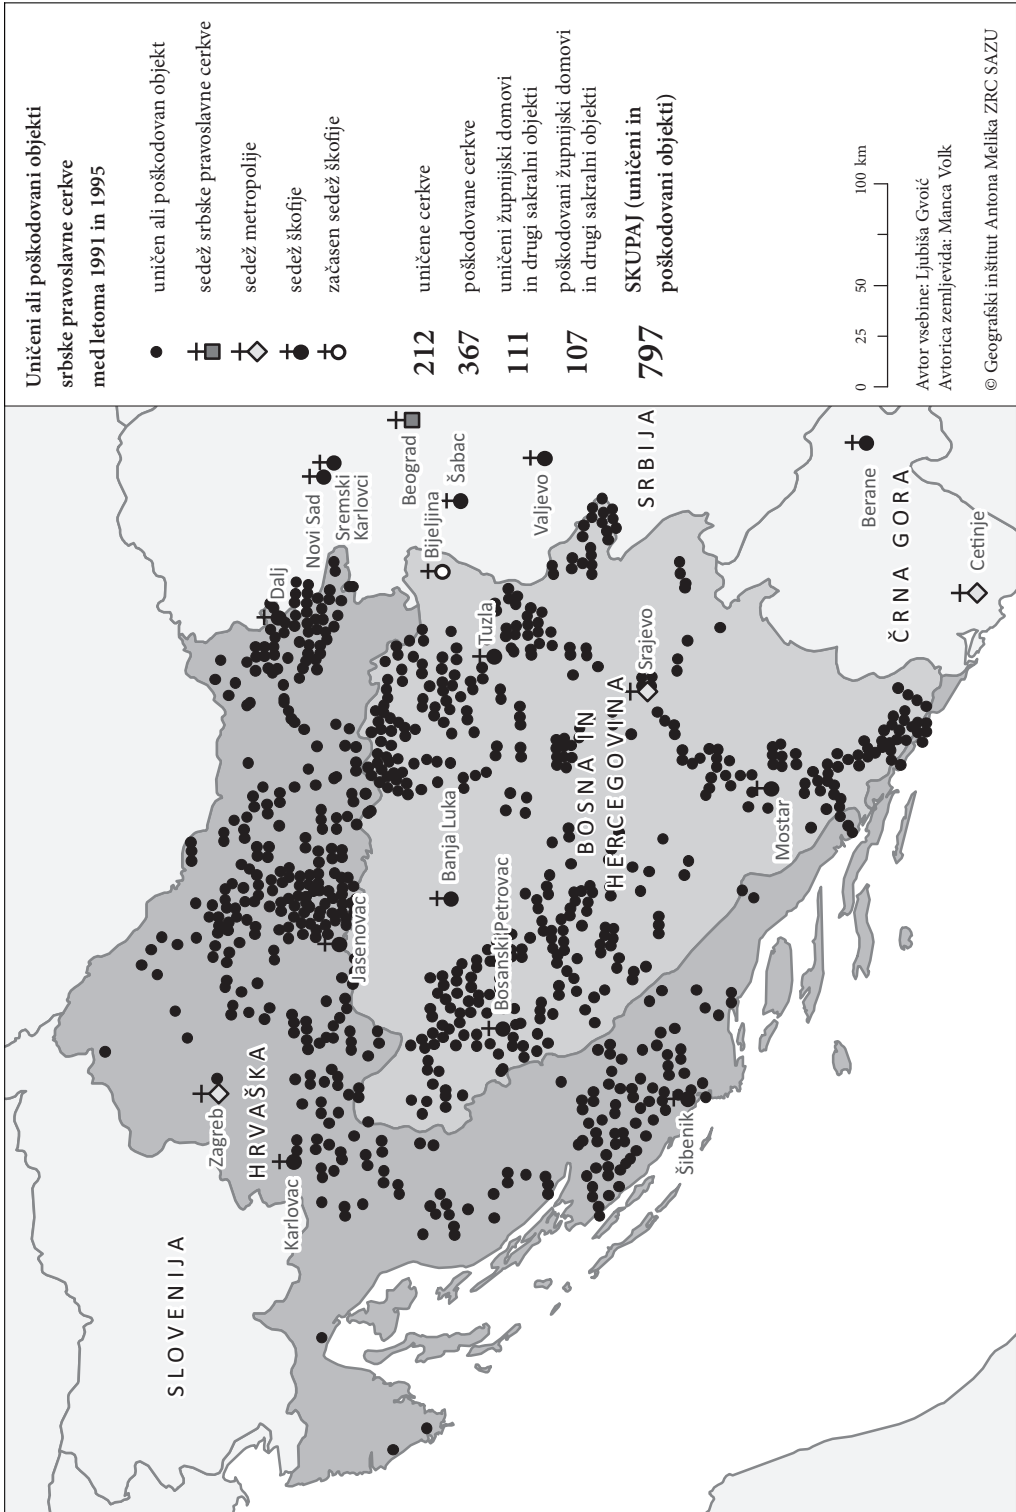 Uničeni ali poškodovani objekti
srbske pravoslavne cerkve
med letoma 1991 in 1995
uničen ali poškodovan objekt
sedež srbske pravoslavne cerkve
sedež metropolije
sedež škofije
začasen sedež škofije
212 uničene cerkve
367 poškodovane cerkve
111 uničeni župnijski domovi
in drugi sakralni objekti
107 poškodovani župnijski domovi
in drugi sakralni objekti
797 SKUPAJ (uničeni in
poškodovani objekti)
0 25 50 100 km
Avtor vsebine: Ljubiša Gvoić
Avtorica zemljevida: Manca Volk
© Geografski inštitut Antona Melika ZRC SAZU
SLOVENIJA
HRVAŠKA
Zagreb
Karlovac
Jasenovac
Dalj
Novi Sad
Sremski
Karlovci
Beograd
Bijeljina
Šabac
Valjevo
SRBIJA
Tuzla
Banja Luka
Bosanski Petrovac
BOSNA IN
HERCEGOVINA
Srajevo
Mostar
Šibenik
Berane
ČRNA GORA
Cetinje